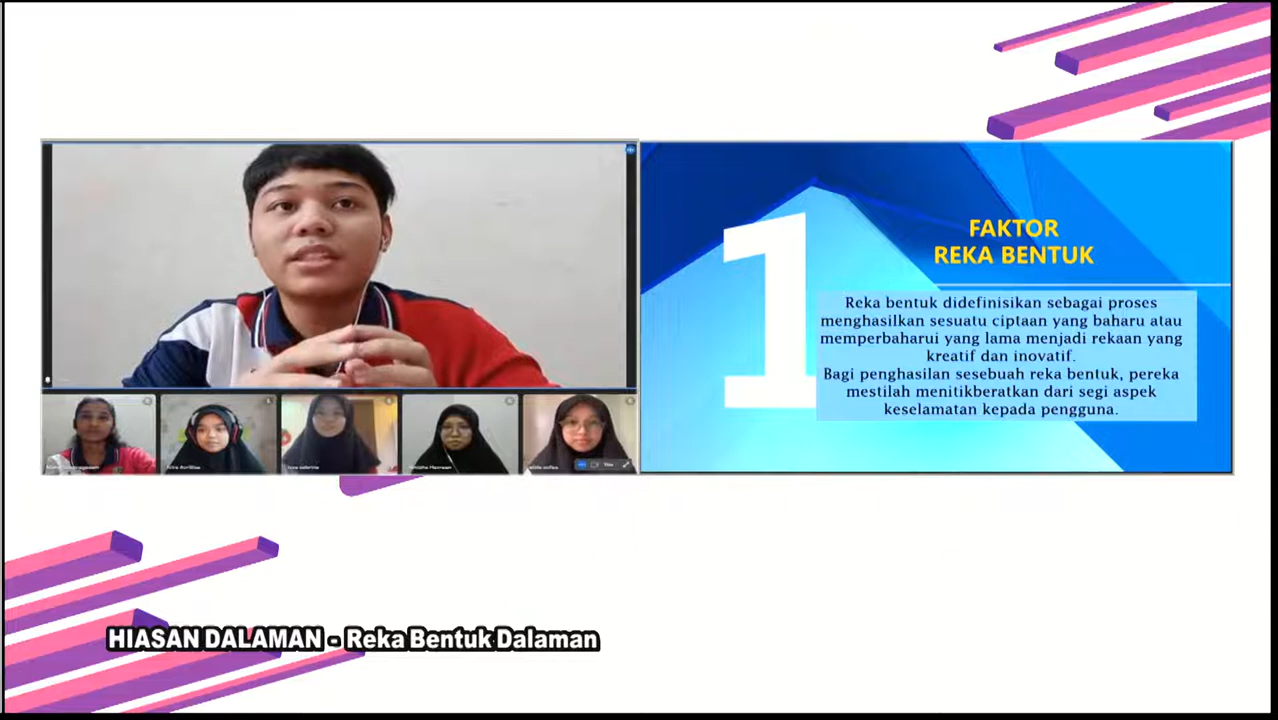 FAKTOR
REKA BENTUK
1
Reka bentuk didefinisikan sebagai proses
menghasilkan sesuatu ciptaan yang baharu atau
memperbaharui yang lama menjadi rekaan yang
kreatif dan inovatif.
Bagi penghasilan sesebuah reka bentuk, pereka
mestilah menitikberatkan dari segi aspek
keselamatan kepada pengguna.
HIASAN DALAMAN - Reka Bentuk Dalaman